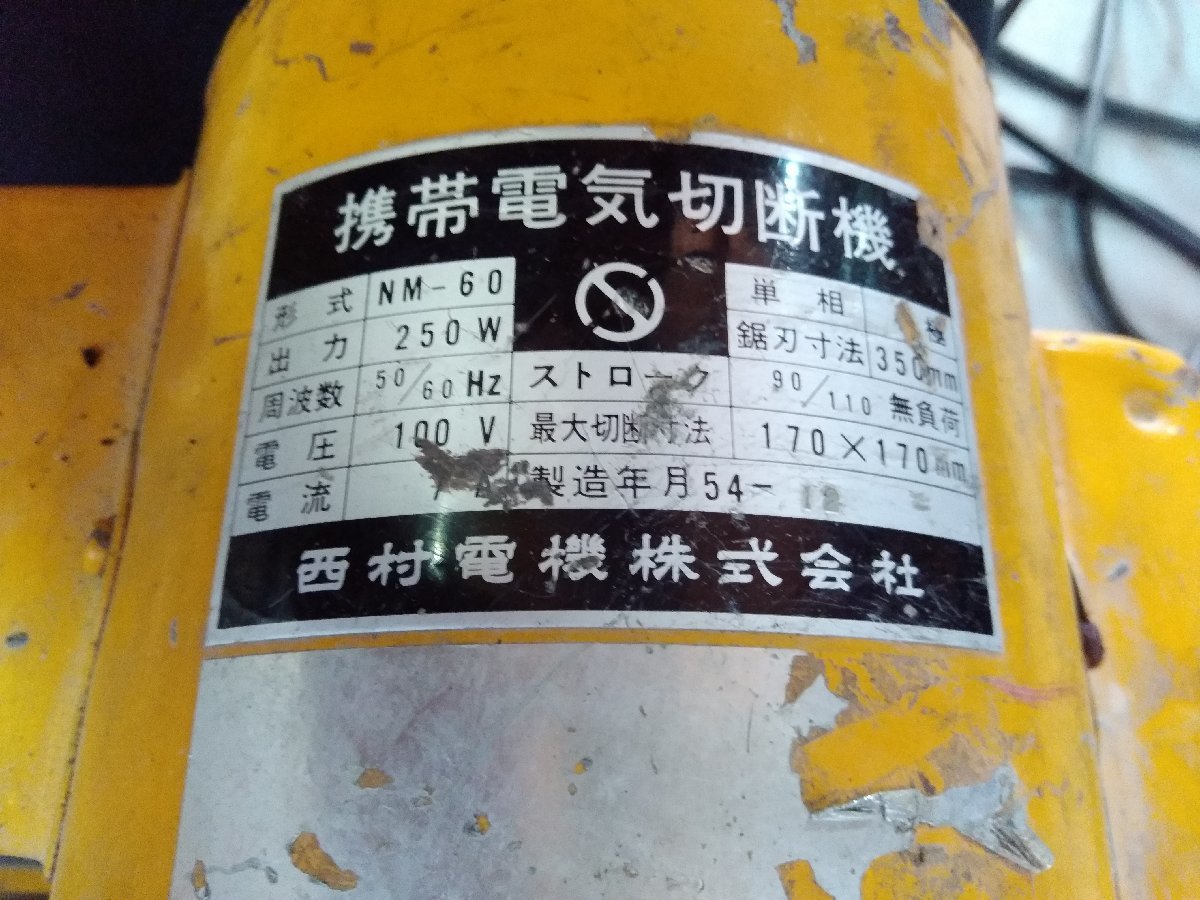 携帯電気切断機
形式 NM-60 単相 極
出力 250W 鋸刃寸法 350mm
周波数 50/60Hz ストローク 90/110 無負荷
電圧 100V 最大切断寸法 170×170mm
電流 A 製造年月 54-12
西村電機株式会社